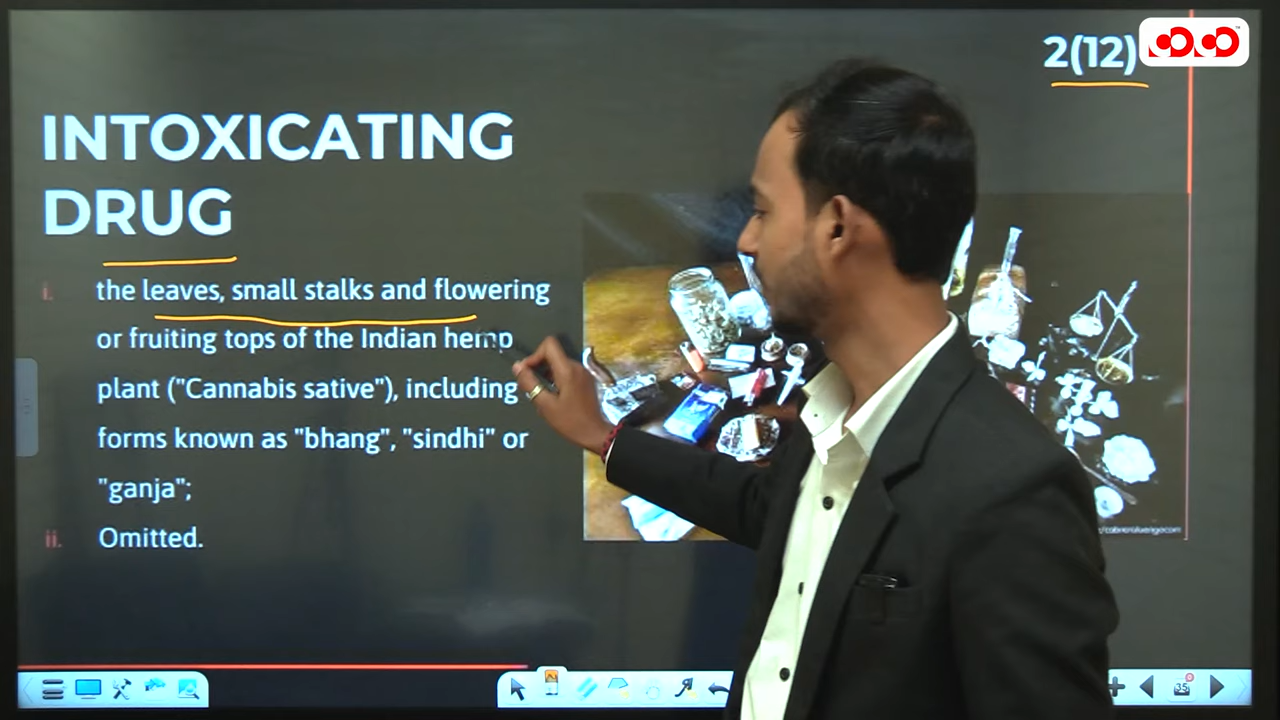 2(12)
INTOXICATING
DRUG
i. the leaves, small stalks and flowering
or fruiting tops of the Indian hemp
plant ("Cannabis sative"), including
forms known as "bhang", "sindhi" or
"ganja";
ii. Omitted.
35